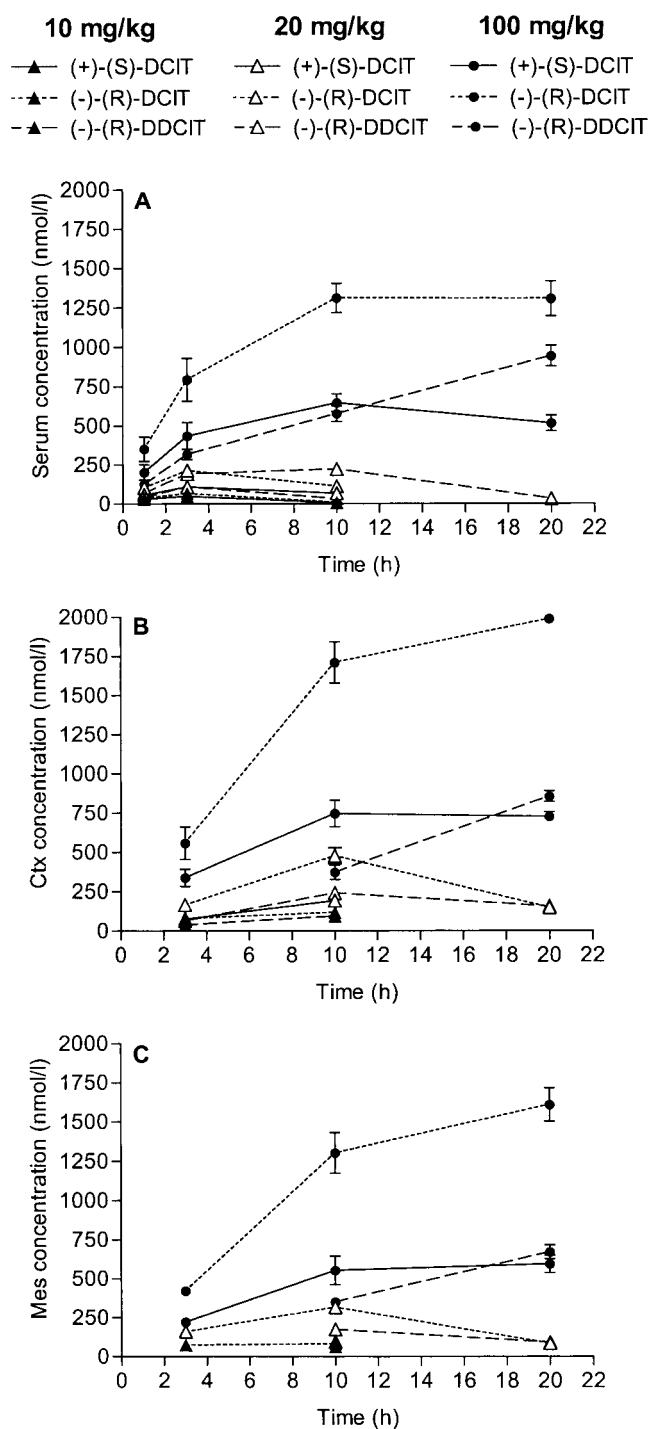 10 mg/kg 20 mg/kg 100 mg/kg
(+)-(S)-DCIT (+)-(S)-DCIT (+)-(S)-DCIT
(-)-(R)-DCIT (-)-(R)-DCIT (-)-(R)-DCIT
(-)-(R)-DDCIT (-)-(R)-DDCIT (-)-(R)-DDCIT
A
Serum concentration (nmol/l)
2000
1750
1500
1250
1000
750
500
250
0
0 2 4 6 8 10 12 14 16 18 20 22
Time (h)
B
Ctx concentration (nmol/l)
2000
1750
1500
1250
1000
750
500
250
0
0 2 4 6 8 10 12 14 16 18 20 22
Time (h)
C
Mes concentration (nmol/l)
2000
1750
1500
1250
1000
750
500
250
0
0 2 4 6 8 10 12 14 16 18 20 22
Time (h)